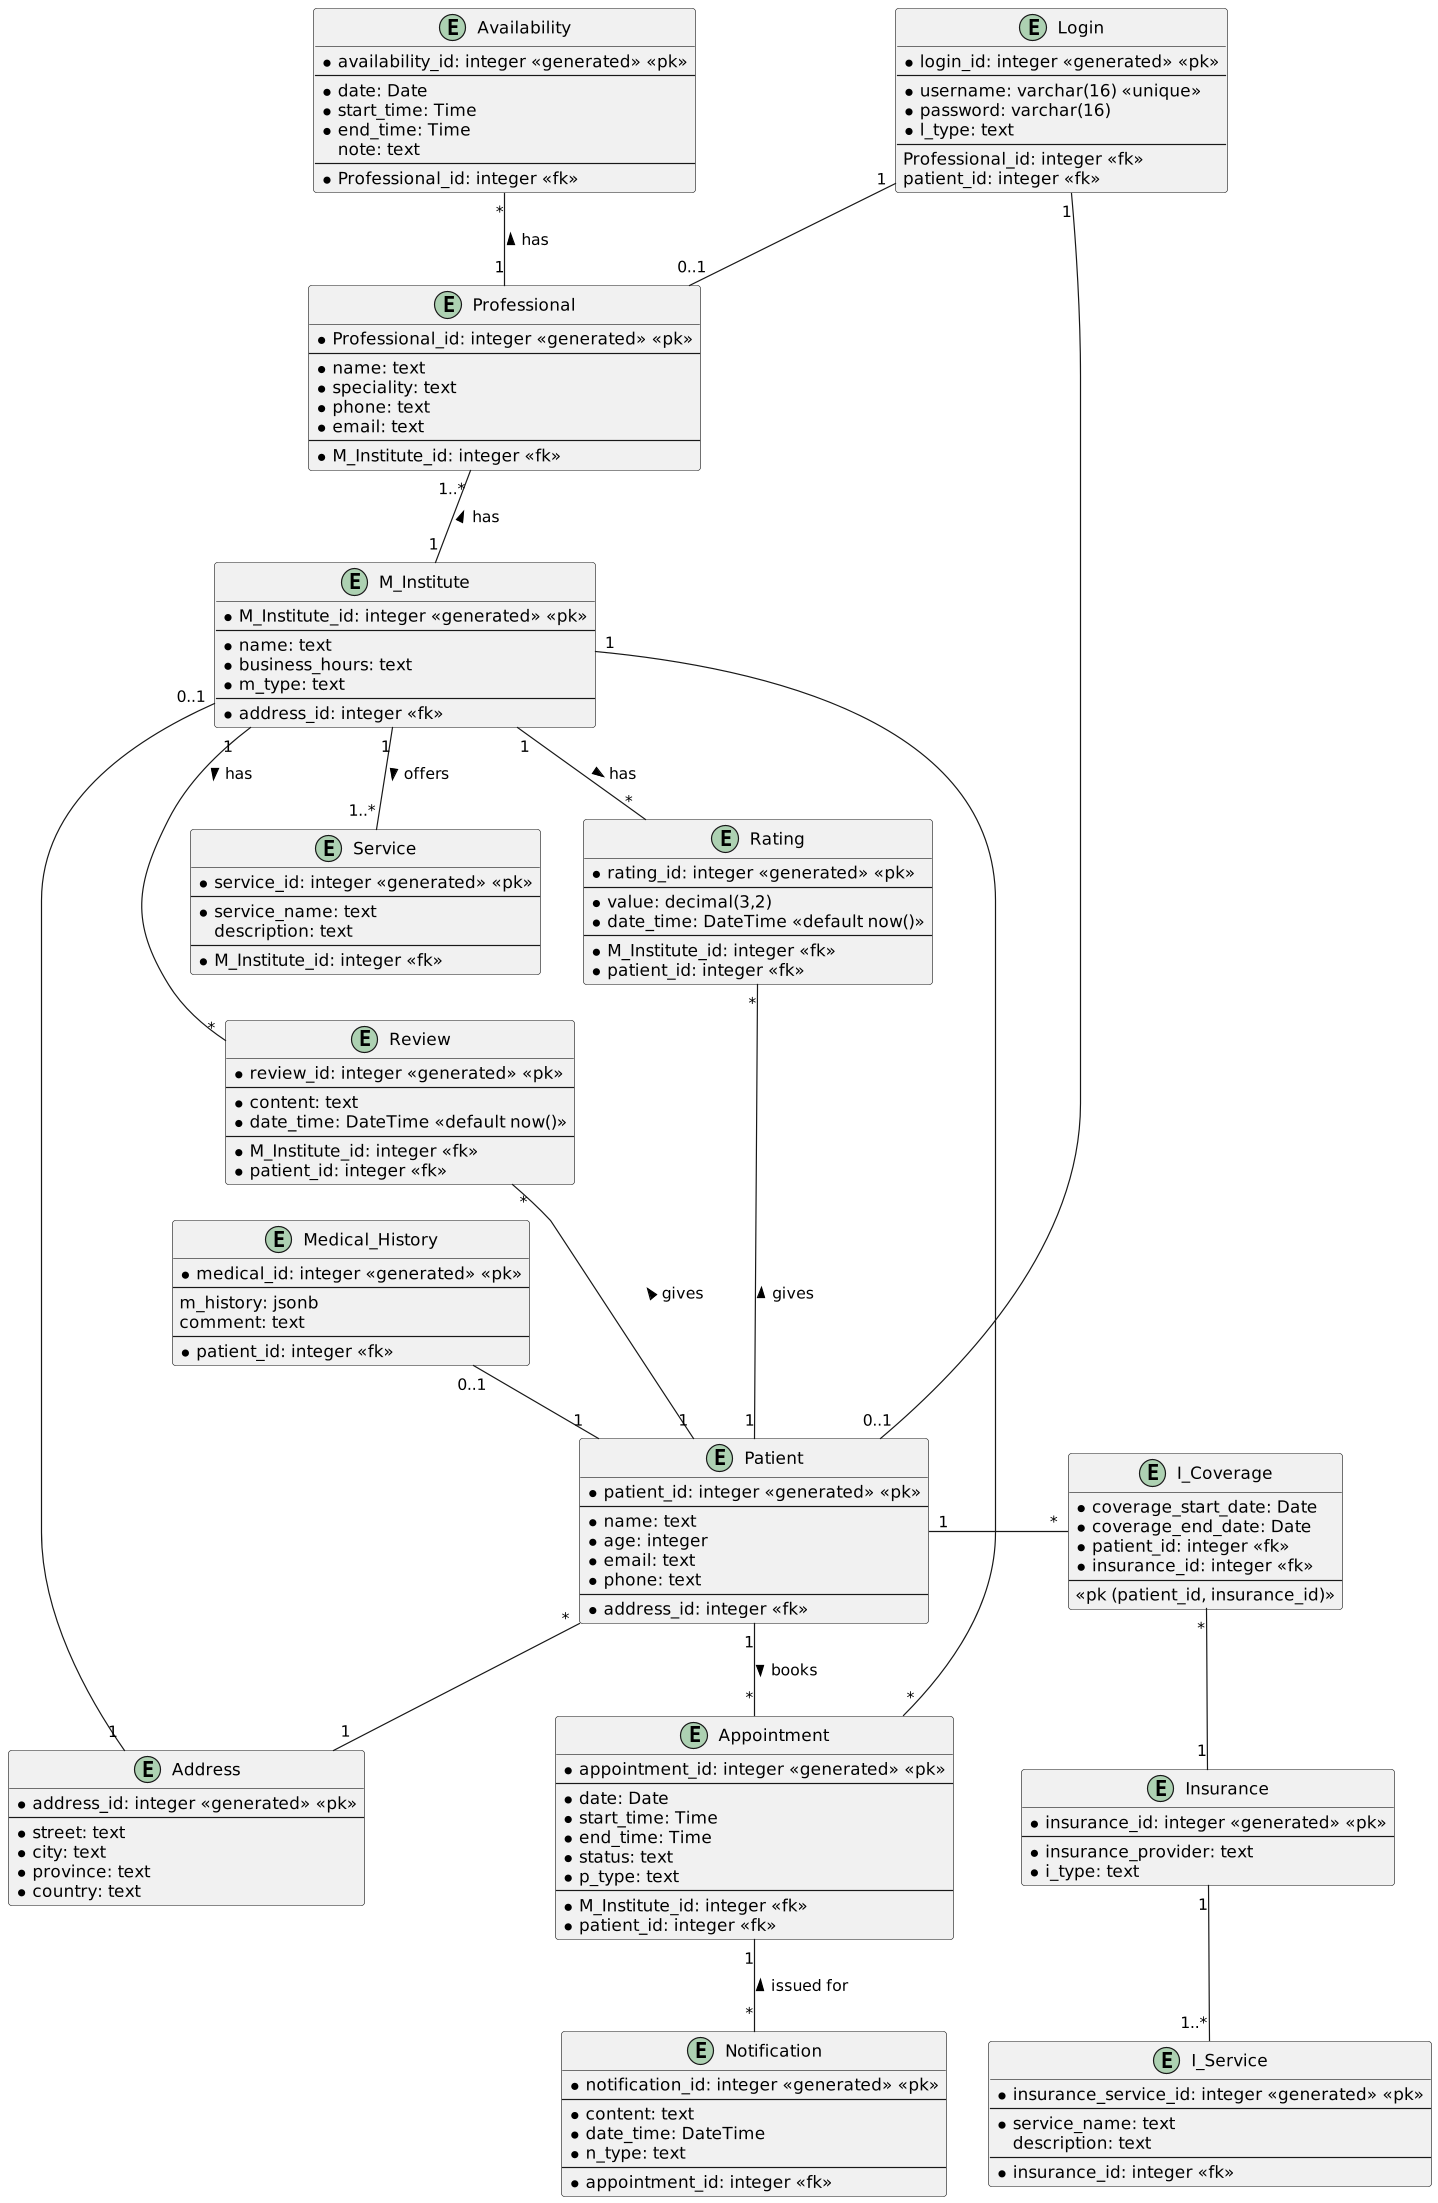 E Availability
* availability_id: integer «generated» «pk»
* date: Date
* start_time: Time
* end_time: Time
note: text
* Professional_id: integer «fk»
E Login
* login_id: integer «generated» «pk»
* username: varchar(16) «unique»
* password: varchar(16)
* l_type: text
Professional_id: integer «fk»
patient_id: integer «fk»
1
1
*
has
1
0..1
E Professional
* Professional_id: integer «generated» «pk»
* name: text
* speciality: text
* phone: text
* email: text
* M_Institute_id: integer «fk»
1..*
has
1
E M_Institute
* M_Institute_id: integer «generated» «pk»
* name: text
* business_hours: text
* m_type: text
* address_id: integer «fk»
1
0..1
1
1
1
has
offers
has
1..*
*
E Service
* service_id: integer «generated» «pk»
* service_name: text
description: text
* M_Institute_id: integer «fk»
E Rating
* rating_id: integer «generated» «pk»
* value: decimal(3,2)
* date_time: DateTime «default now()»
* M_Institute_id: integer «fk»
* patient_id: integer «fk»
*
*
E Review
* review_id: integer «generated» «pk»
* content: text
* date_time: DateTime «default now()»
* M_Institute_id: integer «fk»
* patient_id: integer «fk»
*
E Medical_History
* medical_id: integer «generated» «pk»
m_history: jsonb
comment: text
* patient_id: integer «fk»
gives
gives
0..1
1
1
1
0..1
E Patient
* patient_id: integer «generated» «pk»
* name: text
* age: integer
* email: text
* phone: text
* address_id: integer «fk»
1
*
E I_Coverage
* coverage_start_date: Date
* coverage_end_date: Date
* patient_id: integer «fk»
* insurance_id: integer «fk»
«pk (patient_id, insurance_id)»
*
1
*
books
1
1
*
*
1
E Address
* address_id: integer «generated» «pk»
* street: text
* city: text
* province: text
* country: text
E Appointment
* appointment_id: integer «generated» «pk»
* date: Date
* start_time: Time
* end_time: Time
* status: text
* p_type: text
* M_Institute_id: integer «fk»
* patient_id: integer «fk»
E Insurance
* insurance_id: integer «generated» «pk»
* insurance_provider: text
* i_type: text
1
1
issued for
*
1..*
E Notification
* notification_id: integer «generated» «pk»
* content: text
* date_time: DateTime
* n_type: text
* appointment_id: integer «fk»
E I_Service
* insurance_service_id: integer «generated» «pk»
* service_name: text
description: text
* insurance_id: integer «fk»